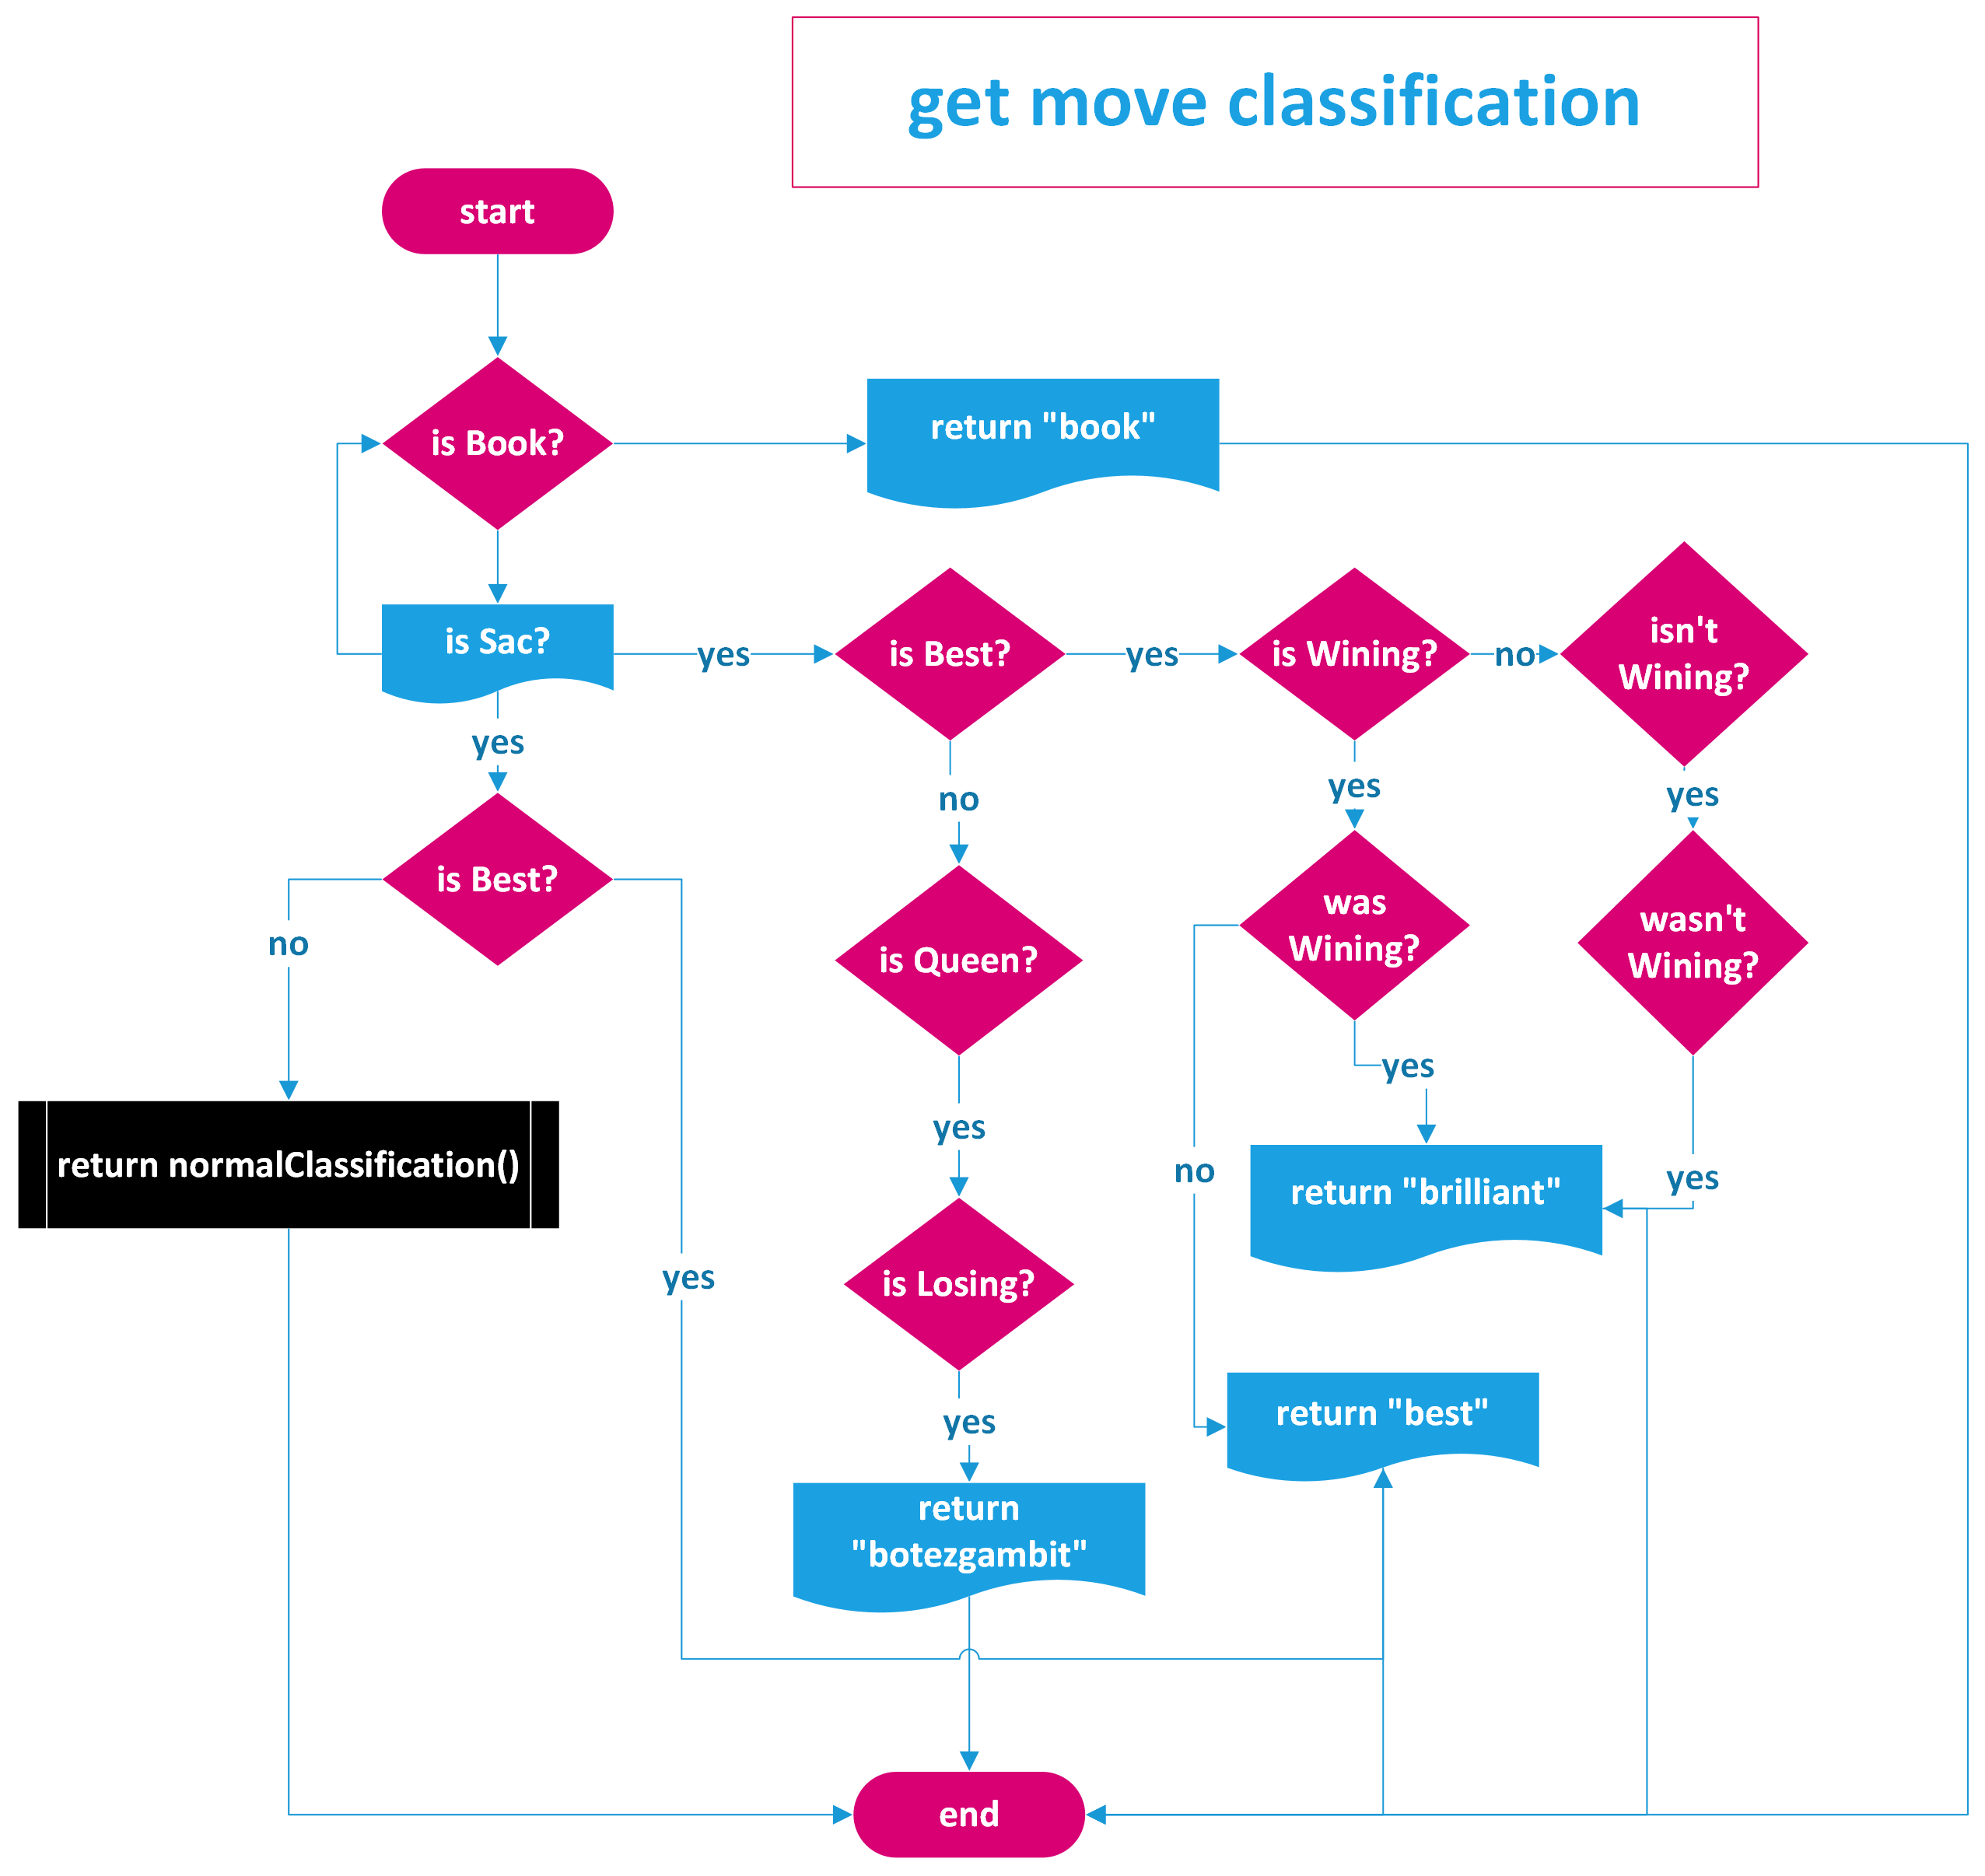 get move classification
start
is Book?
return "book"
is Sac?
yes
is Best?
yes
is Wining?
no
isn't
Wining?
yes
no
yes
yes
is Best?
was
Wining?
wasn't
Wining?
no
is Queen?
yes
yes
no
yes
return normalClassification()
return "brilliant"
yes
is Losing?
yes
return "best"
return
"botezgambit"
end